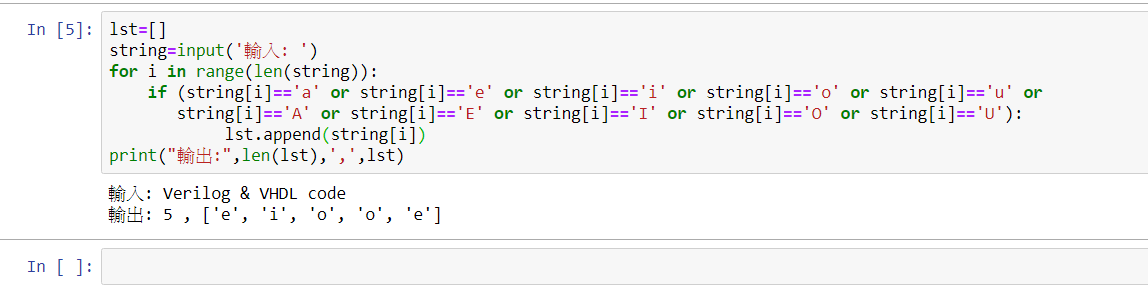 In [5]: lst=[]
string=input('輸入: ')
for i in range(len(string)):
    if (string[i]=='a' or string[i]=='e' or string[i]=='i' or string[i]=='o' or string[i]=='u' or
       string[i]=='A' or string[i]=='E' or string[i]=='I' or string[i]=='O' or string[i]=='U'):
            lst.append(string[i])
print("輸出:",len(lst),',',lst)
輸入: Verilog & VHDL code
輸出: 5 , ['e', 'i', 'o', 'o', 'e']
In [ ]: